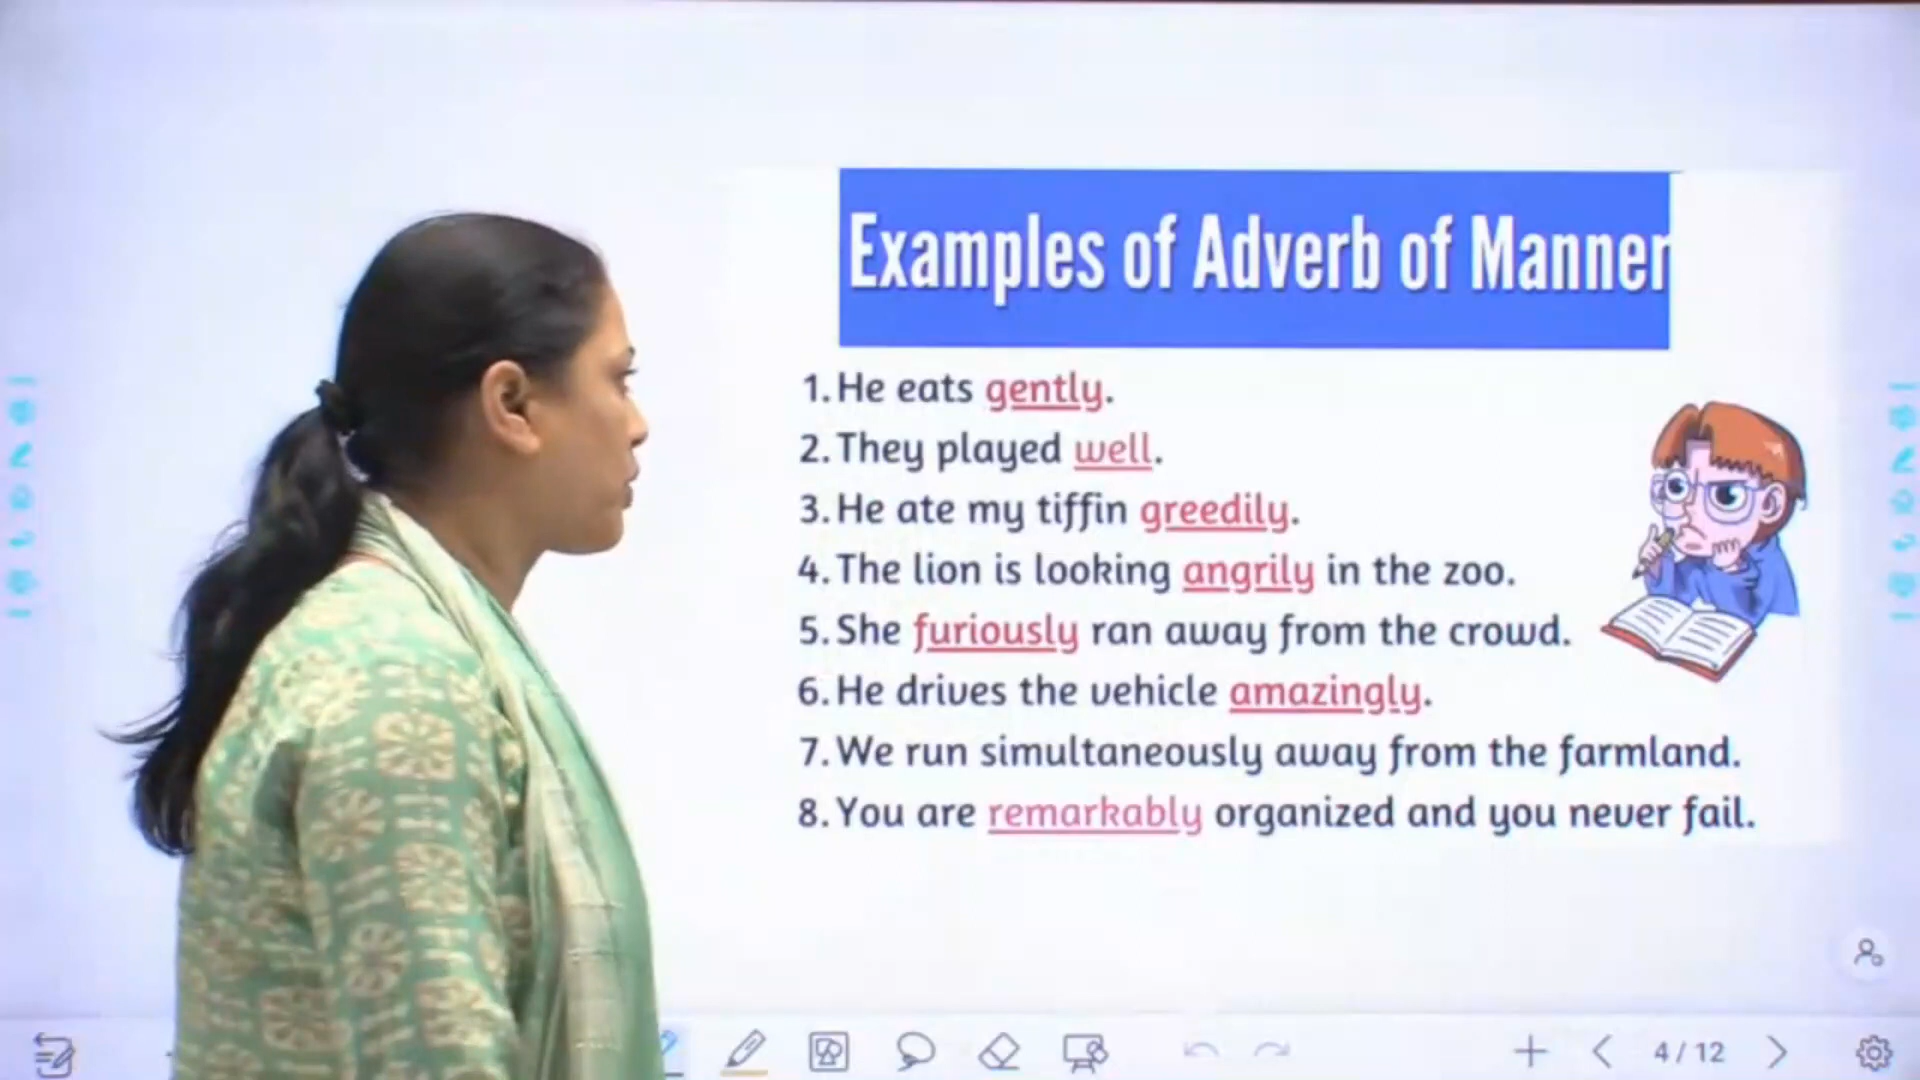 Examples of Adverb of Manner
1. He eats gently.
2. They played well.
3. He ate my tiffin greedily.
4. The lion is looking angrily in the zoo.
5. She furiously ran away from the crowd.
6. He drives the vehicle amazingly.
7. We run simultaneously away from the farmland.
8. You are remarkably organized and you never fail.
4 / 12